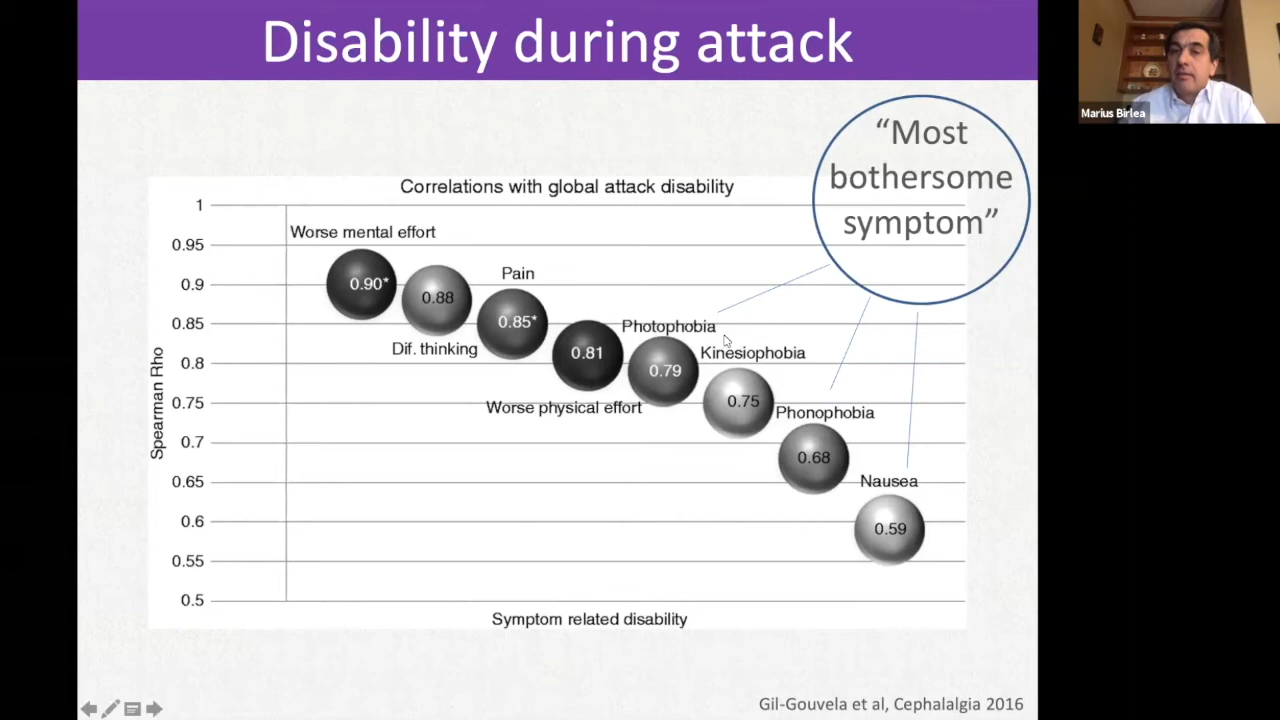 Disability during attack
Marius Birlea
“Most
bothersome
symptom”
Correlations with global attack disability
1
0.95
0.9
0.85
0.8
0.75
0.7
0.65
0.6
0.55
0.5
Spearman Rho
Worse mental effort
0.90*
0.88
Dif. thinking
Pain
0.85*
0.81
Worse physical effort
Photophobia
0.79
Kinesiophobia
0.75
Phonophobia
0.68
Nausea
0.59
Symptom related disability
Gil-Gouvela et al, Cephalalgia 2016